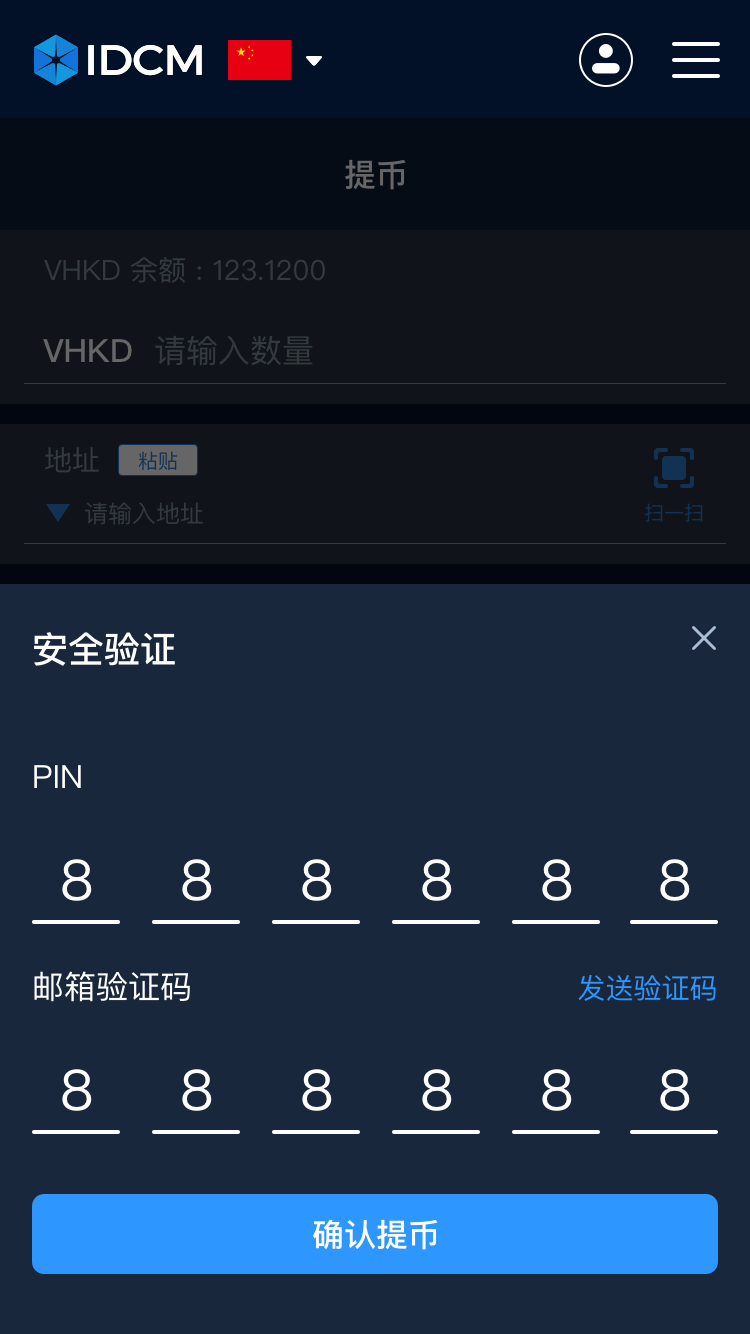 IDCM
提币
VHKD 余额：123.1200
VHKD 请输入数量
地址 粘贴
请输入地址 扫一扫
安全验证
PIN
8 8 8 8 8 8
邮箱验证码 发送验证码
8 8 8 8 8 8
确认提币